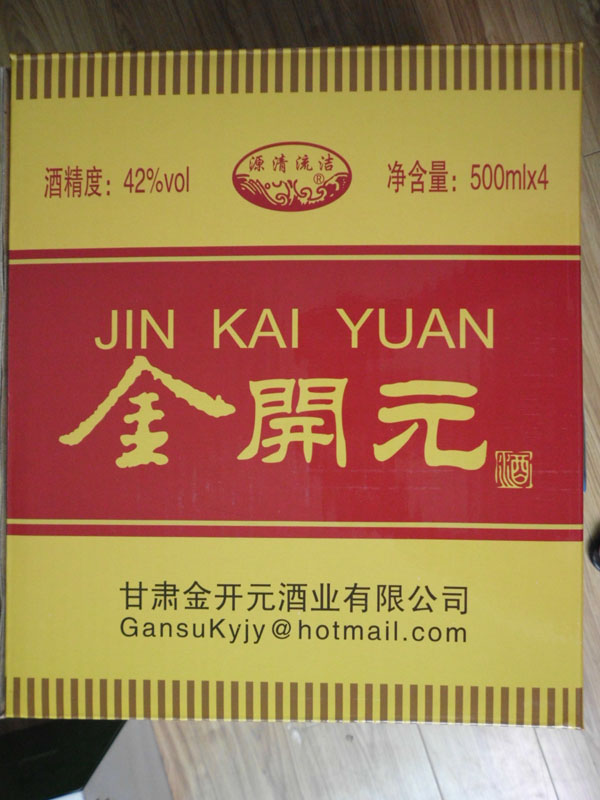 酒精度：42%vol
源清流洁
®
净含量：500mlx4
JIN KAI YUAN
金開元
酒
甘肃金开元酒业有限公司
GansuKyjy@hotmail.com